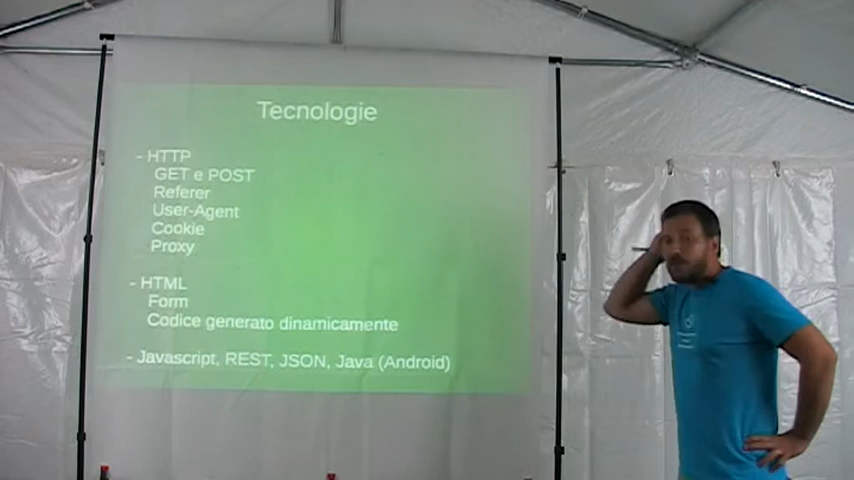 Tecnologie
- HTTP
GET e POST
Referer
User-Agent
Cookie
Proxy
- HTML
Form
Codice generato dinamicamente
- Javascript, REST, JSON, Java (Android)